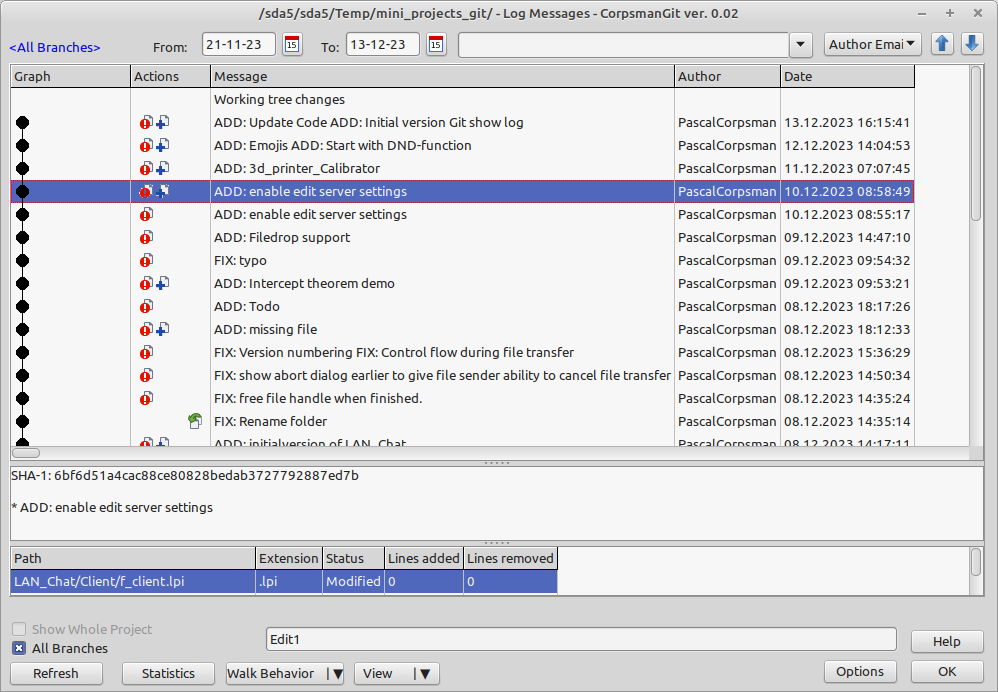 /sda5/sda5/Temp/mini_projects_git/ - Log Messages - CorpsmanGit ver. 0.02
<All Branches> From: 21-11-23 15 To: 13-12-23 15 Author Emai
Graph Actions Message Author Date
Working tree changes
ADD: Update Code ADD: Initial version Git show log PascalCorpsman 13.12.2023 16:15:41
ADD: Emojis ADD: Start with DND-function PascalCorpsman 12.12.2023 14:04:53
ADD: 3d_printer_Calibrator PascalCorpsman 11.12.2023 07:07:45
ADD: enable edit server settings PascalCorpsman 10.12.2023 08:58:49
ADD: enable edit server settings PascalCorpsman 10.12.2023 08:55:17
ADD: Filedrop support PascalCorpsman 09.12.2023 14:47:10
FIX: typo PascalCorpsman 09.12.2023 09:54:32
ADD: Intercept theorem demo PascalCorpsman 09.12.2023 09:53:21
ADD: Todo PascalCorpsman 08.12.2023 18:17:26
ADD: missing file PascalCorpsman 08.12.2023 18:12:33
FIX: Version numbering FIX: Control flow during file transfer PascalCorpsman 08.12.2023 15:36:29
FIX: show abort dialog earlier to give file sender ability to cancel file transfer PascalCorpsman 08.12.2023 14:50:34
FIX: free file handle when finished. PascalCorpsman 08.12.2023 14:35:24
FIX: Rename folder PascalCorpsman 08.12.2023 14:35:14
ADD: initialversion of LAN_Chat PascalCorpsman 08.12.2023 14:17:11
SHA-1: 6bf6d51a4cac88ce80828bedab3727792887ed7b
* ADD: enable edit server settings
Path Extension Status Lines added Lines removed
LAN_Chat/Client/f_client.lpi .lpi Modified 0 0
Show Whole Project
All Branches
Edit1
Help
Refresh Statistics Walk Behavior | View | Options OK